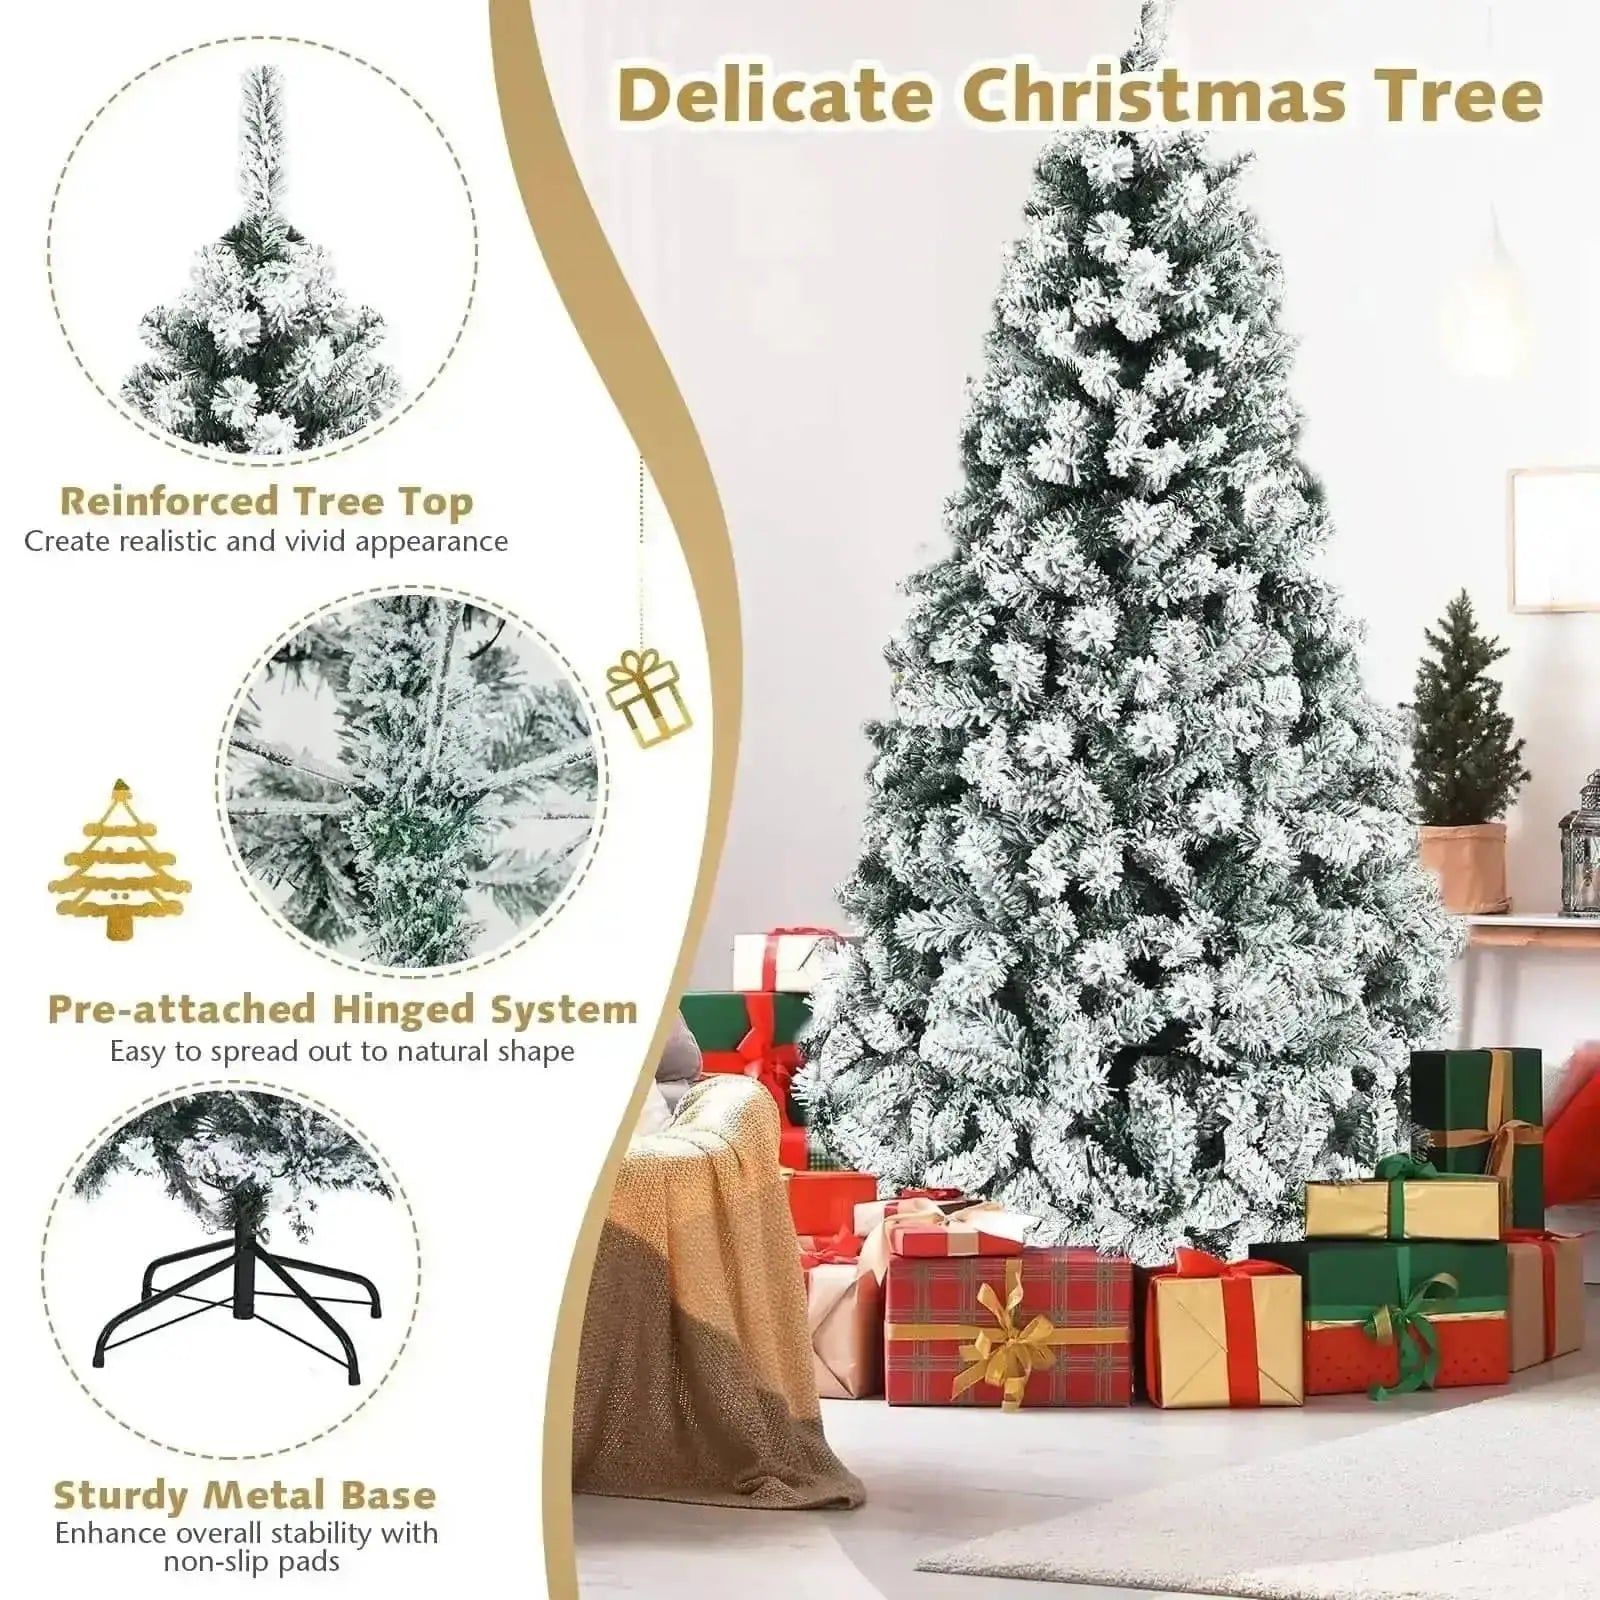 Delicate Christmas Tree
Reinforced Tree Top
Create realistic and vivid appearance
Pre-attached Hinged System
Easy to spread out to natural shape
Sturdy Metal Base
Enhance overall stability with
non-slip pads